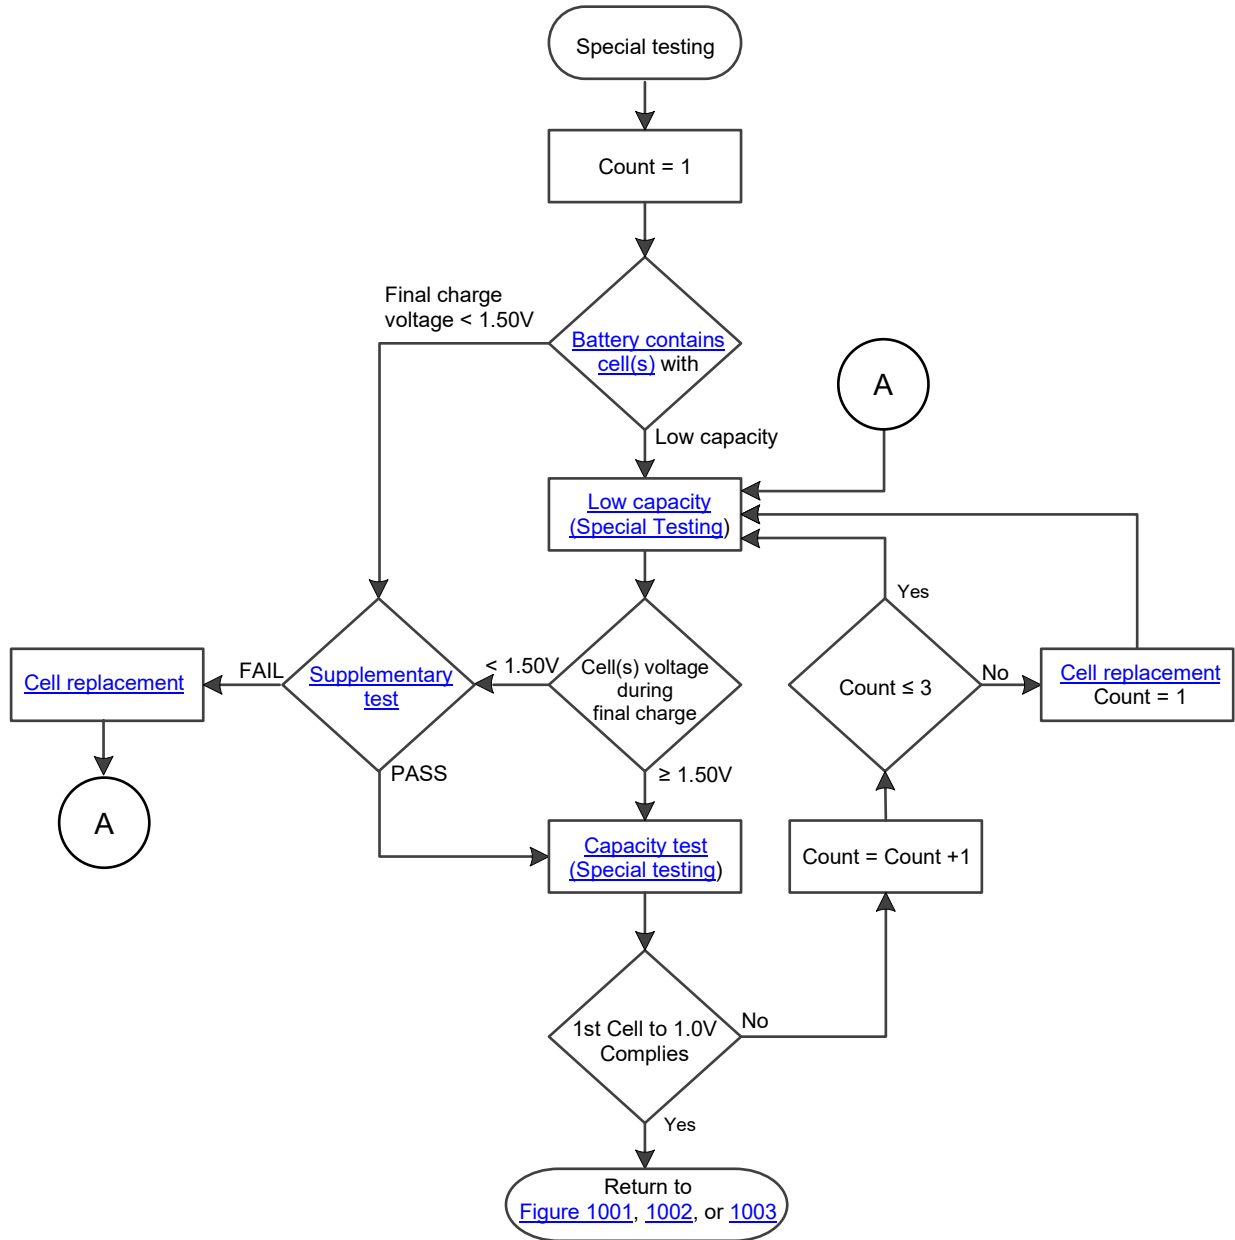 Special testing
Count = 1
Final charge
voltage < 1.50V
Battery contains
cell(s) with
A
Low capacity
Low capacity
(Special Testing)
Yes
Cell replacement
FAIL
Supplementary
test
< 1.50V
Cell(s) voltage
during
final charge
Count ≤ 3
No
Cell replacement
Count = 1
PASS
≥ 1.50V
A
Capacity test
(Special testing)
Count = Count +1
1st Cell to 1.0V
Complies
No
Yes
Return to
Figure 1001, 1002, or 1003